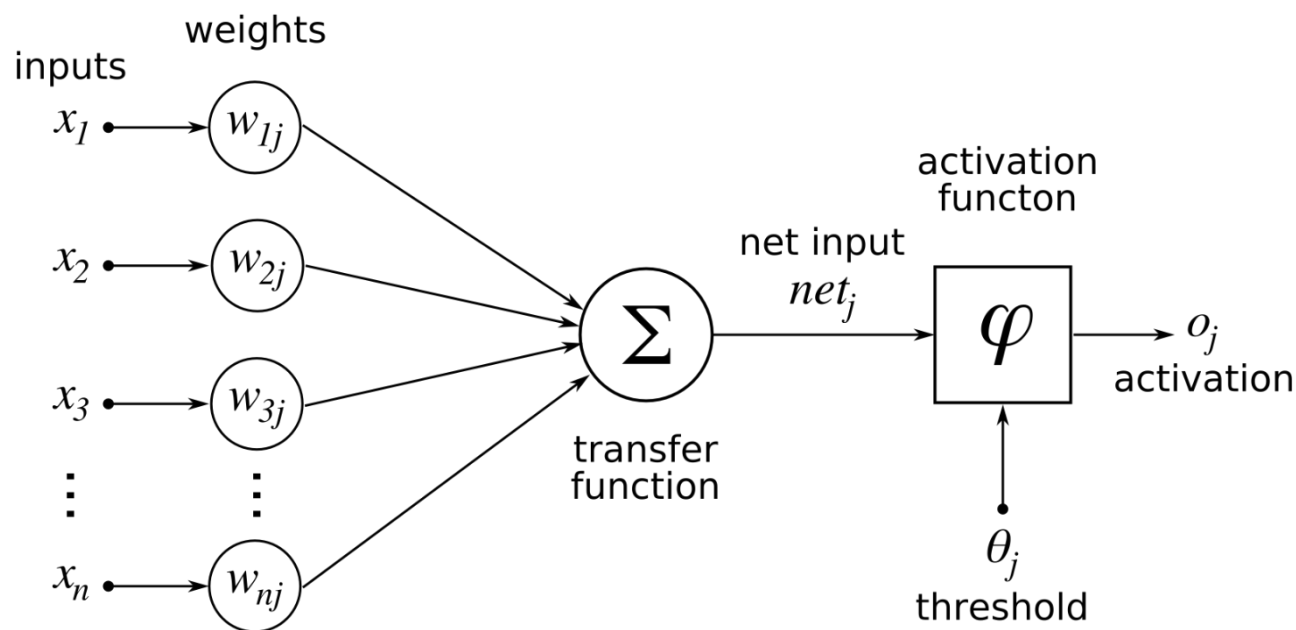 weights
inputs
x₁
w₁ⱼ
x₂
w₂ⱼ
x₃
w₃ⱼ
⋮
⋮
xₙ
wₙⱼ
Σ
transfer
function
net input
netⱼ
activation
functon
φ
oⱼ
activation
θⱼ
threshold